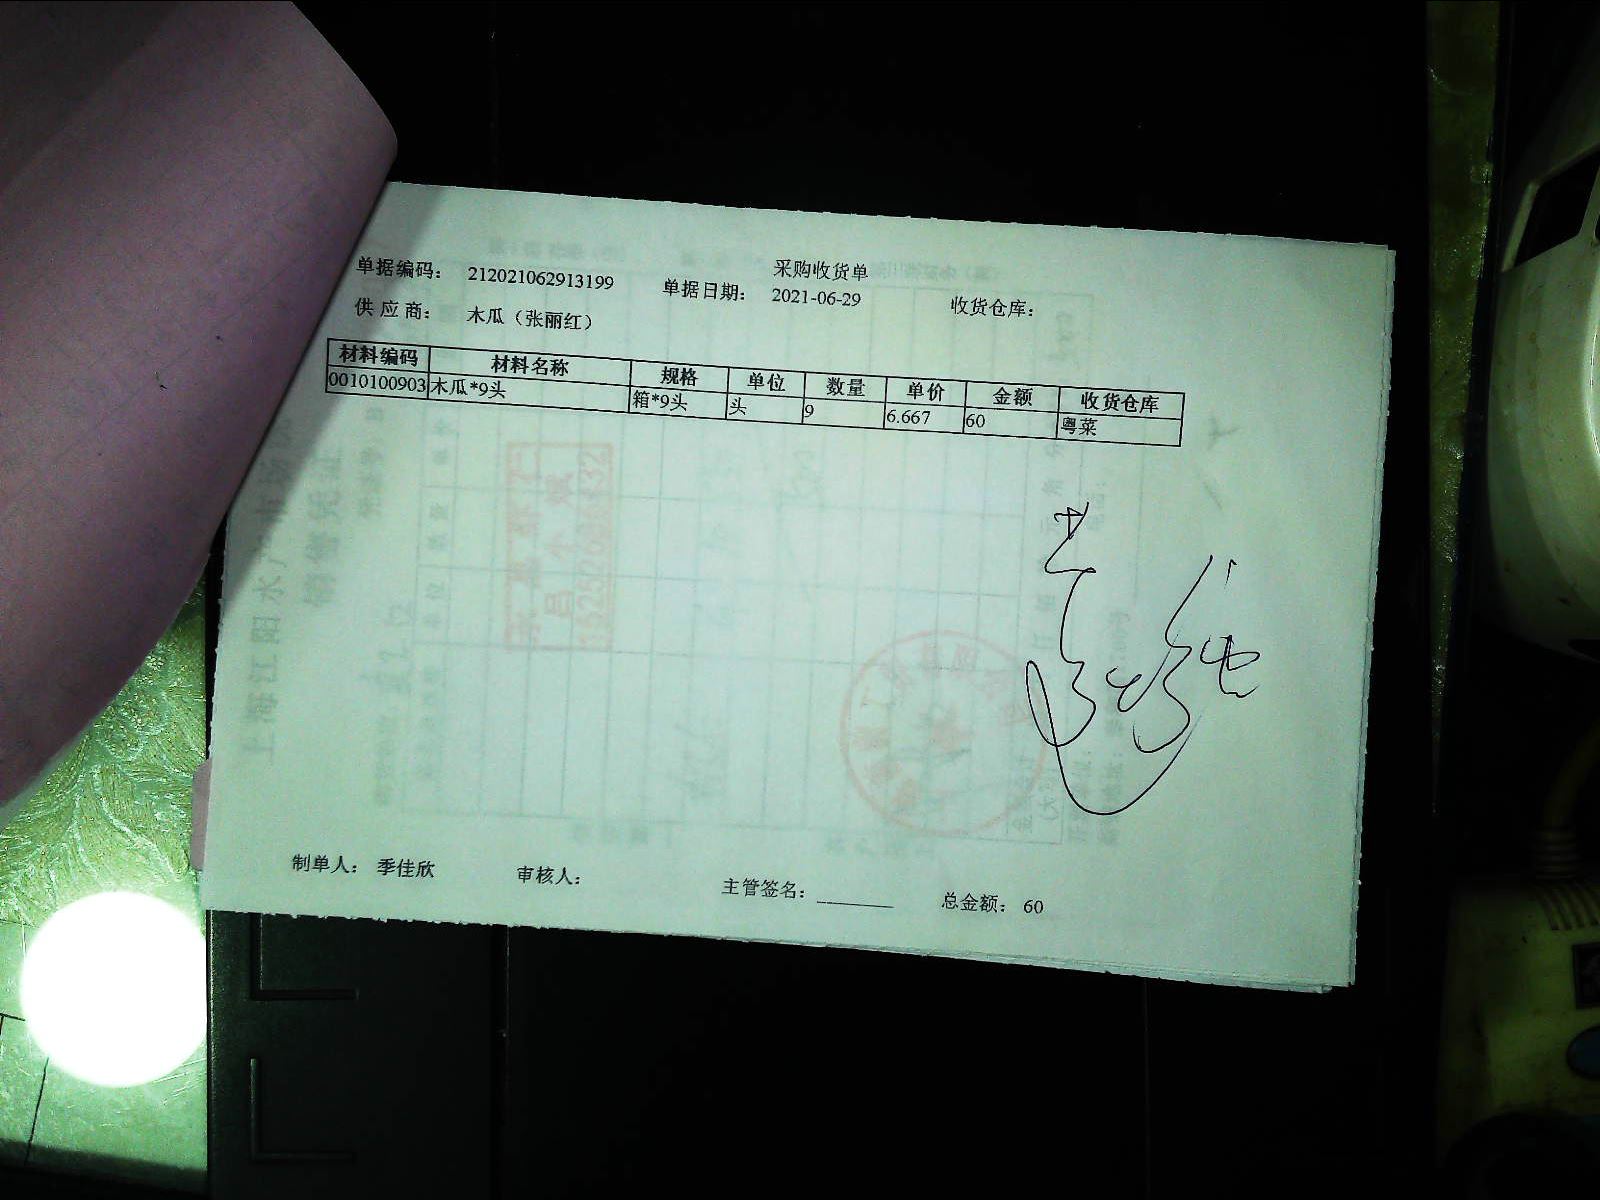 采购收货单
单据编码： 212021062913199 单据日期： 2021-06-29 收货仓库：
供 应 商： 木瓜（张丽红）
材料编码 材料名称 规格 单位 数量 单价 金额 收货仓库
0010100903 木瓜*9头 箱*9头 头 9 6.667 60 粤菜
制单人： 季佳欣 审核人： 主管签名：________ 总金额： 60